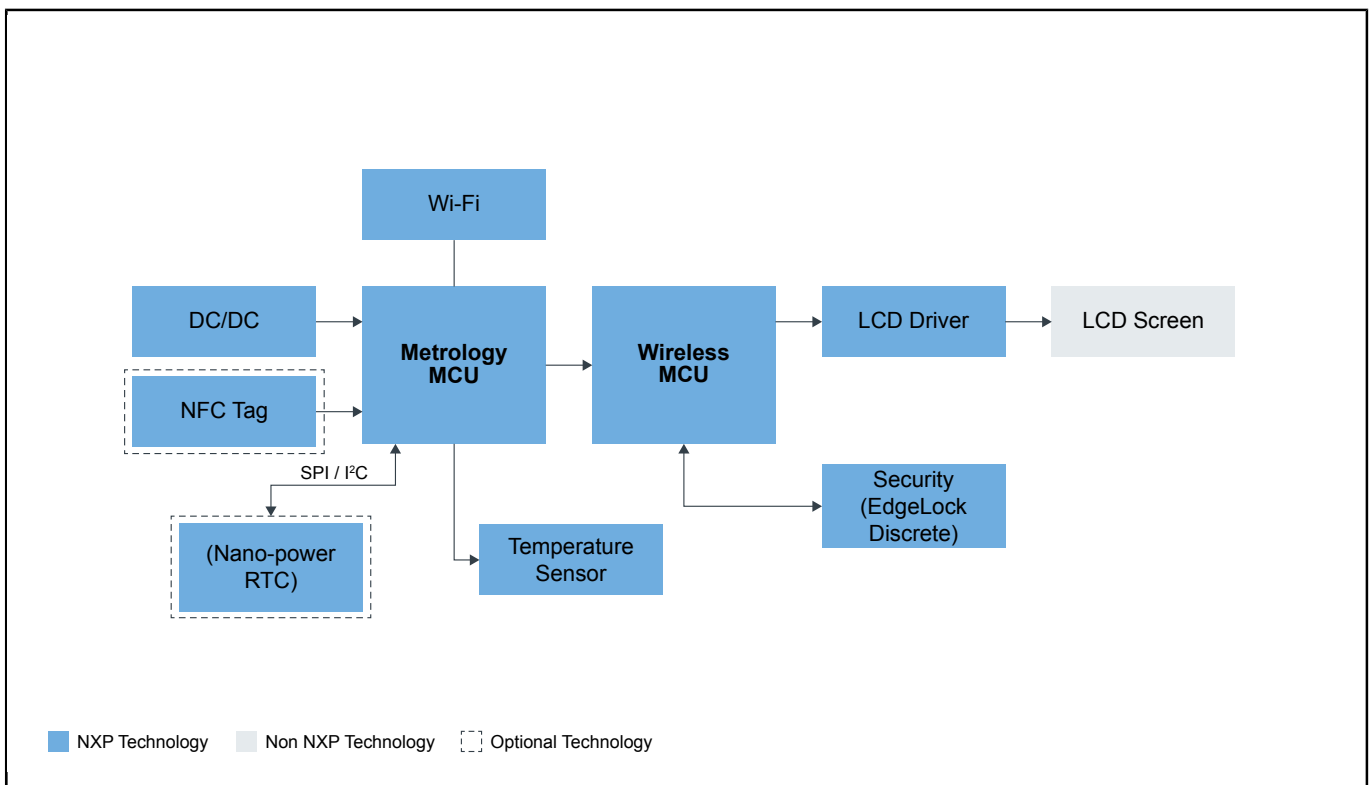 Wi-Fi
DC/DC
Metrology
MCU
Wireless
MCU
LCD Driver
LCD Screen
NFC Tag
SPI / I²C
(Nano-power
RTC)
Temperature
Sensor
Security
(EdgeLock
Discrete)
NXP Technology
Non NXP Technology
Optional Technology